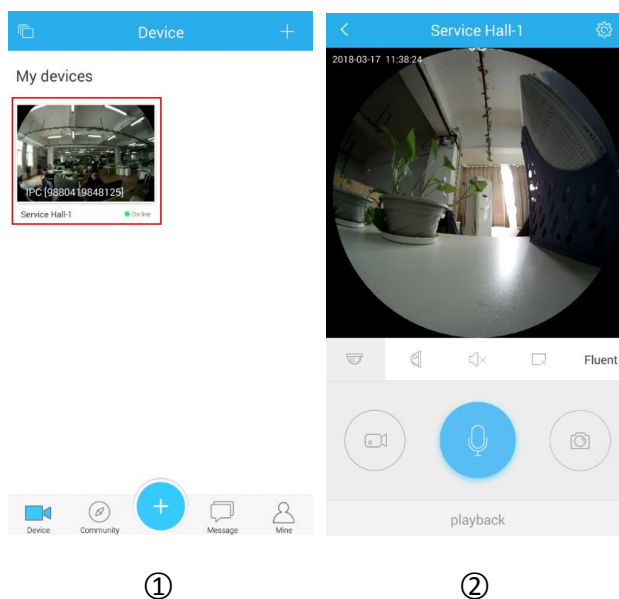 Device
My devices
IPC [9880419848125]
Service Hall-1
On line
Device
Community
Message
Mine
①
Service Hall-1
2018-03-17 11:38:24
Fluent
playback
②